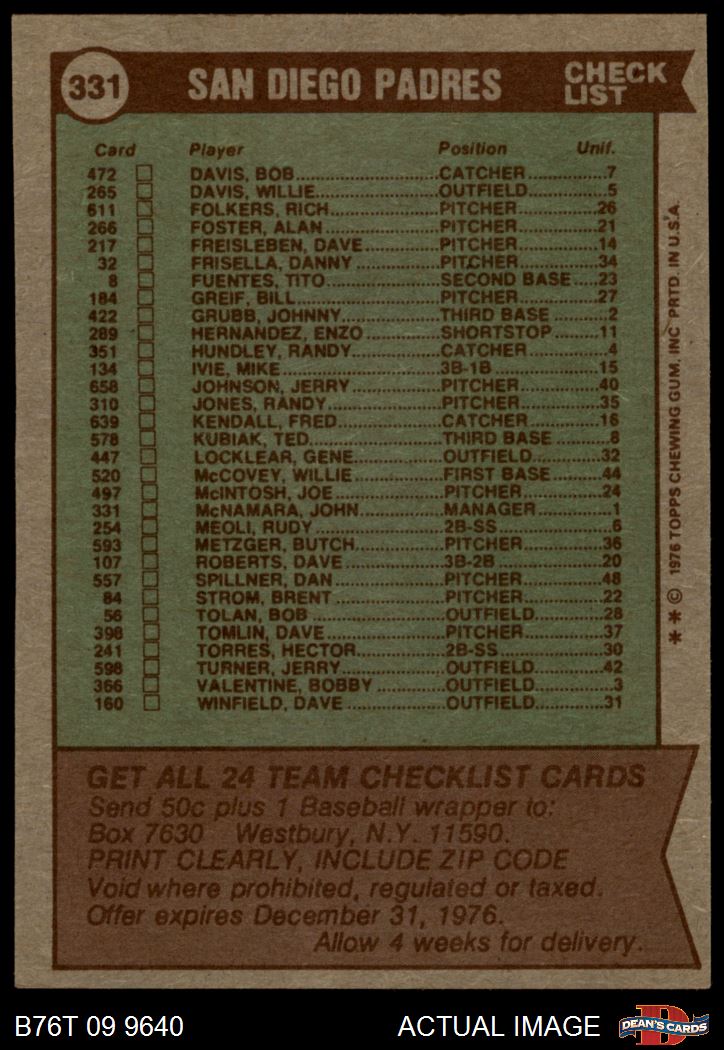 331 SAN DIEGO PADRES CHECK LIST
Card Player Position Unif.
472 DAVIS, BOB CATCHER 7
265 DAVIS, WILLIE OUTFIELD 5
611 FOLKERS, RICH PITCHER 26
266 FOSTER, ALAN PITCHER 21
217 FREISLEBEN, DAVE PITCHER 14
32 FRISELLA, DANNY PITCHER 34
8 FUENTES, TITO SECOND BASE 23
184 GREIF, BILL PITCHER 27
422 GRUBB, JOHNNY THIRD BASE 2
289 HERNANDEZ, ENZO SHORTSTOP 11
351 HUNDLEY, RANDY CATCHER 4
134 IVIE, MIKE 3B-1B 15
658 JOHNSON, JERRY PITCHER 40
310 JONES, RANDY PITCHER 35
639 KENDALL, FRED CATCHER 16
578 KUBIAK, TED THIRD BASE 8
447 LOCKLEAR, GENE OUTFIELD 32
520 McCOVEY, WILLIE FIRST BASE 44
497 McINTOSH, JOE PITCHER 24
331 McNAMARA, JOHN MANAGER 1
254 MEOLI, RUDY 2B-SS 6
593 METZGER, BUTCH PITCHER 36
107 ROBERTS, DAVE 3B-2B 20
557 SPILLNER, DAN PITCHER 48
84 STROM, BRENT PITCHER 22
56 TOLAN, BOB OUTFIELD 28
398 TOMLIN, DAVE PITCHER 37
241 TORRES, HECTOR 2B-SS 30
598 TURNER, JERRY OUTFIELD 42
366 VALENTINE, BOBBY OUTFIELD 3
160 WINFIELD, DAVE OUTFIELD 31
* * © 1976 TOPPS CHEWING GUM, INC. PRTD. IN U.S.A.
GET ALL 24 TEAM CHECKLIST CARDS
Send 50c plus 1 Baseball wrapper to:
Box 7630 Westbury, N.Y. 11590.
PRINT CLEARLY, INCLUDE ZIP CODE
Void where prohibited, regulated or taxed.
Offer expires December 31, 1976.
Allow 4 weeks for delivery.
B76T 09 9640 ACTUAL IMAGE D DEAN'S CARDS